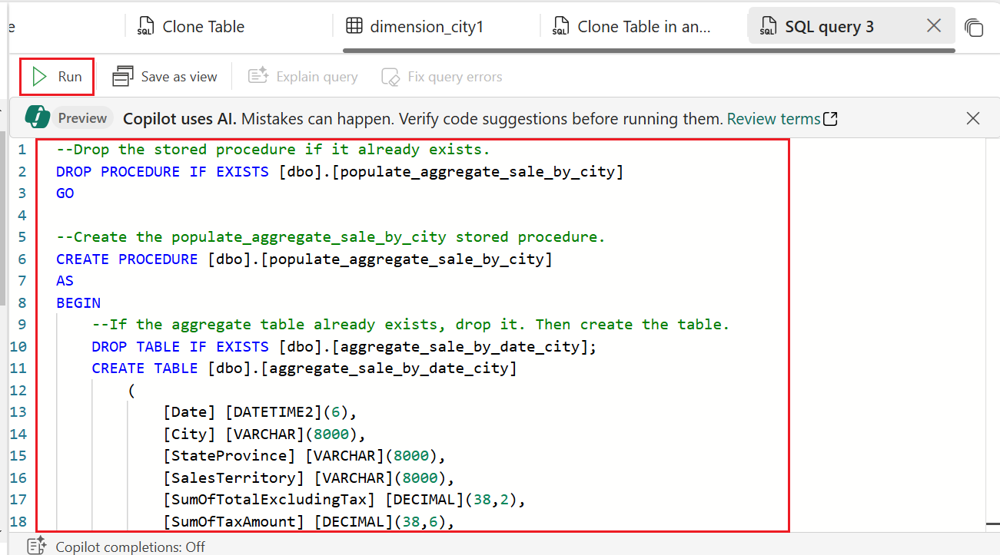 e
Clone Table
dimension_city1
Clone Table in an...
SQL query 3
Run
Save as view
Explain query
Fix query errors
Preview
Copilot uses AI. Mistakes can happen. Verify code suggestions before running them. Review terms
1 --Drop the stored procedure if it already exists.
2 DROP PROCEDURE IF EXISTS [dbo].[populate_aggregate_sale_by_city]
3 GO
4
5 --Create the populate_aggregate_sale_by_city stored procedure.
6 CREATE PROCEDURE [dbo].[populate_aggregate_sale_by_city]
7 AS
8 BEGIN
9 --If the aggregate table already exists, drop it. Then create the table.
10 DROP TABLE IF EXISTS [dbo].[aggregate_sale_by_date_city];
11 CREATE TABLE [dbo].[aggregate_sale_by_date_city]
12 (
13 [Date] [DATETIME2](6),
14 [City] [VARCHAR](8000),
15 [StateProvince] [VARCHAR](8000),
16 [SalesTerritory] [VARCHAR](8000),
17 [SumOfTotalExcludingTax] [DECIMAL](38,2),
18 [SumOfTaxAmount] [DECIMAL](38,6),
Copilot completions: Off